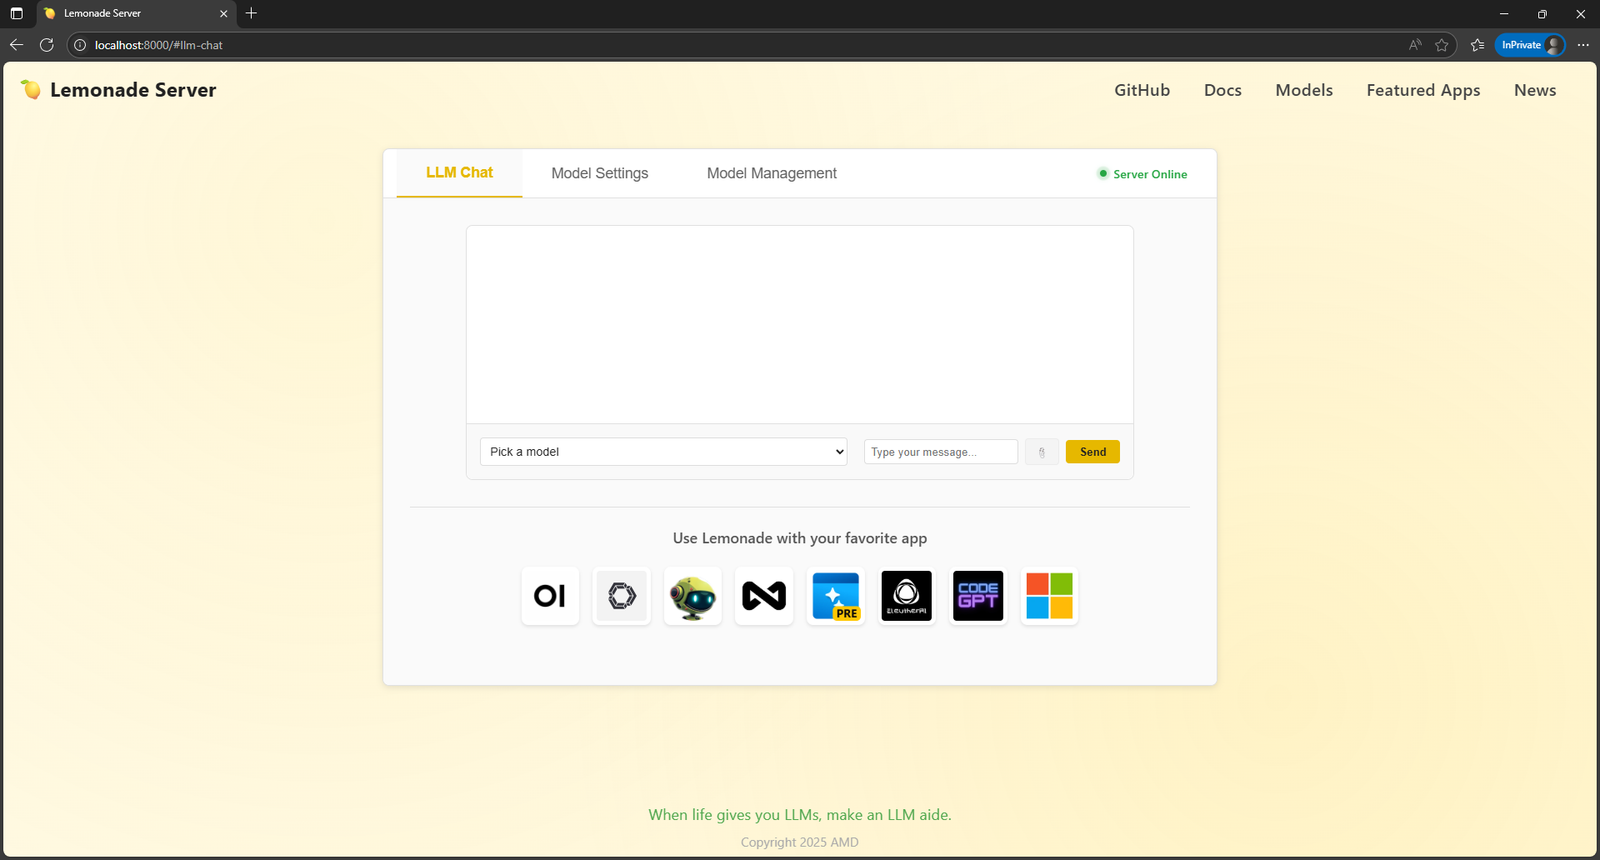 Lemonade Server
localhost:8000/#llm-chat
InPrivate
Lemonade Server
GitHub
Docs
Models
Featured Apps
News
LLM Chat
Model Settings
Model Management
Server Online
Pick a model
Type your message...
Send
Use Lemonade with your favorite app
OI
PRE
EleutherAI
CODE
GPT
When life gives you LLMs, make an LLM aide.
Copyright 2025 AMD